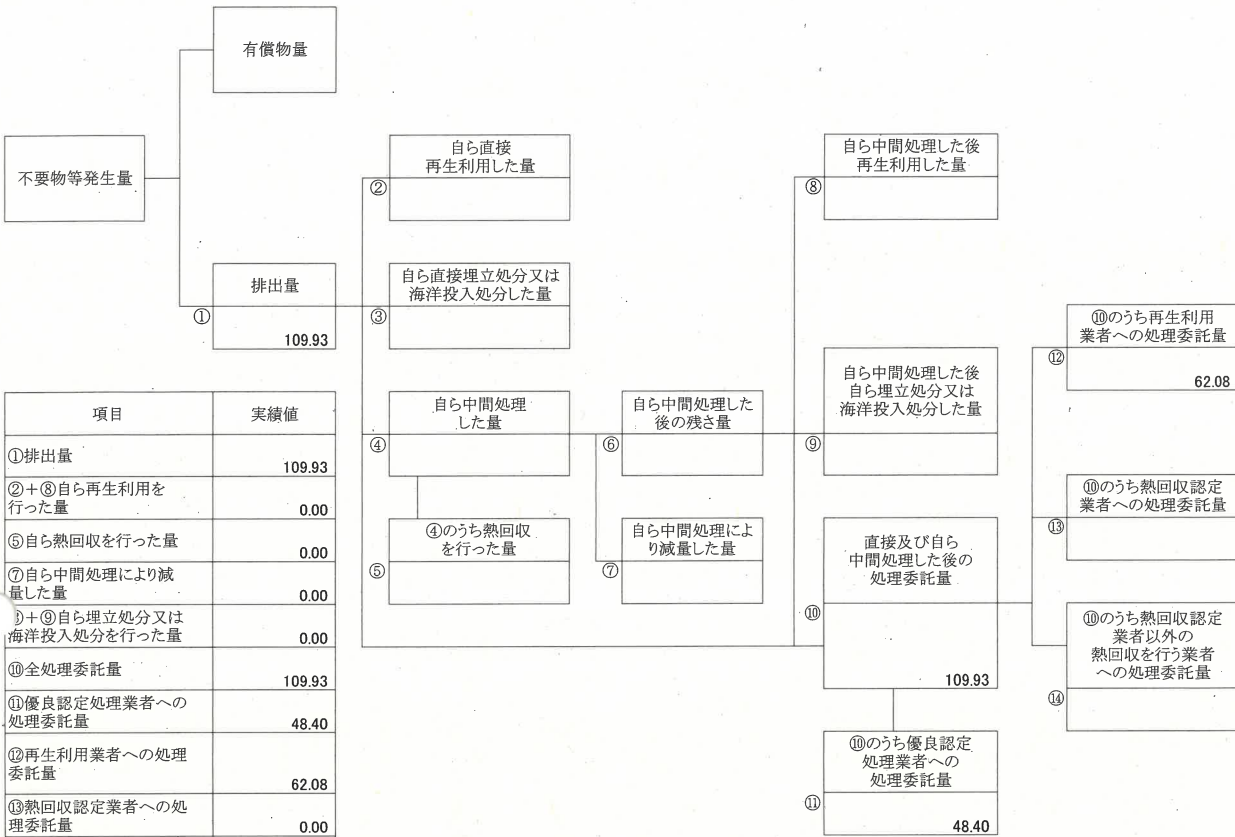 有償物量
不要物等発生量
自ら直接
再生利用した量
②
自ら中間処理した後
再生利用した量
⑧
排出量
①
109.93
自ら直接埋立処分又は
海洋投入処分した量
③
⑩のうち再生利用
業者への処理委託量
⑫
62.08
自ら中間処理
した量
④
自ら中間処理した
後の残さ量
⑥
自ら中間処理した後
自ら埋立処分又は
海洋投入処分した量
⑨
⑩のうち熱回収認定
業者への処理委託量
⑬
④のうち熱回収
を行った量
⑤
自ら中間処理によ
り減量した量
⑦
直接及び自ら
中間処理した後の
処理委託量
⑩
109.93
⑩のうち熱回収認定
業者以外の
熱回収を行う業者
への処理委託量
⑭
⑩のうち優良認定
処理業者への
処理委託量
⑪
48.40
項目 実績値
①排出量 109.93
②+⑧自ら再生利用を
行った量 0.00
⑤自ら熱回収を行った量 0.00
⑦自ら中間処理により減
量した量 0.00
+⑨自ら埋立処分又は
海洋投入処分を行った量 0.00
⑩全処理委託量 109.93
⑪優良認定処理業者への
処理委託量 48.40
⑫再生利用業者への処理
委託量 62.08
⑬熱回収認定業者への処
理委託量 0.00